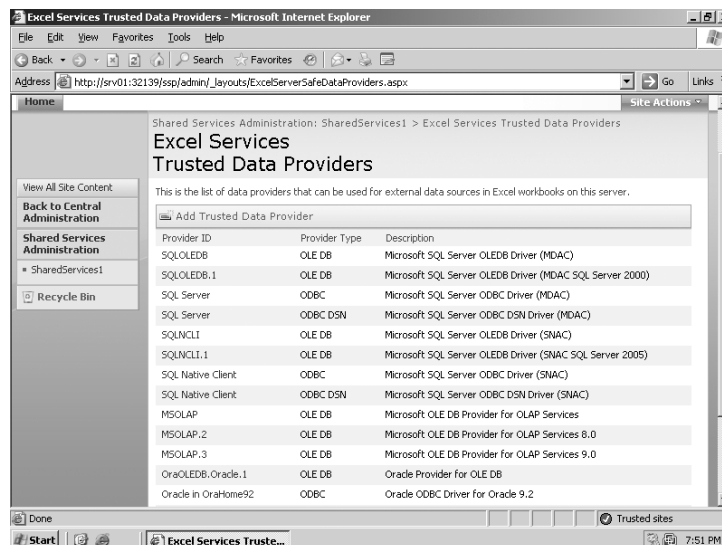 Excel Services Trusted Data Providers - Microsoft Internet Explorer
File Edit View Favorites Tools Help
Back Search Favorites
Address http://srv01:32139/ssp/admin/_layouts/ExcelServerSafeDataProviders.aspx Go Links
Home Site Actions
Shared Services Administration: SharedServices1 > Excel Services Trusted Data Providers
Excel Services
Trusted Data Providers
View All Site Content
Back to Central
Administration
Shared Services
Administration
SharedServices1
Recycle Bin
This is the list of data providers that can be used for external data sources in Excel workbooks on this server.
Add Trusted Data Provider
Provider ID Provider Type Description
SQLOLEDB OLE DB Microsoft SQL Server OLEDB Driver (MDAC)
SQLOLEDB.1 OLE DB Microsoft SQL Server OLEDB Driver (MDAC SQL Server 2000)
SQL Server ODBC Microsoft SQL Server ODBC Driver (MDAC)
SQL Server ODBC DSN Microsoft SQL Server ODBC DSN Driver (MDAC)
SQLNCLI OLE DB Microsoft SQL Server OLEDB Driver (SNAC)
SQLNCLI.1 OLE DB Microsoft SQL Server OLEDB Driver (SNAC SQL Server 2005)
SQL Native Client ODBC Microsoft SQL Server ODBC Driver (SNAC)
SQL Native Client ODBC DSN Microsoft SQL Server ODBC DSN Driver (SNAC)
MSOLAP OLE DB Microsoft OLE DB Provider for OLAP Services
MSOLAP.2 OLE DB Microsoft OLE DB Provider for OLAP Services 8.0
MSOLAP.3 OLE DB Microsoft OLE DB Provider for OLAP Services 9.0
OraOLEDB.Oracle.1 OLE DB Oracle Provider for OLE DB
Oracle in OraHome92 ODBC Oracle ODBC Driver for Oracle 9.2
Done Trusted sites
Start Excel Services Truste... 7:51 PM